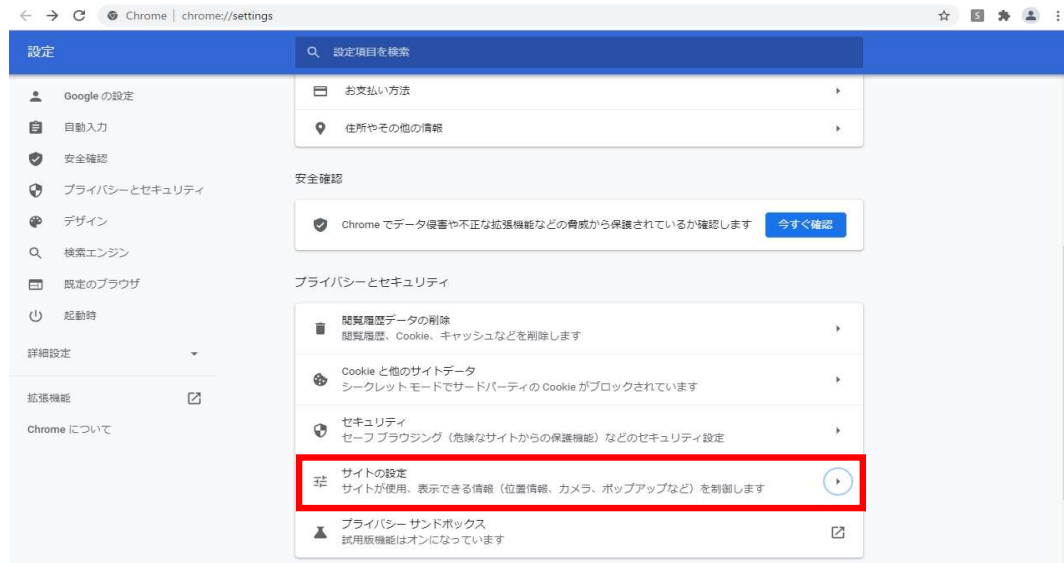 Chrome | chrome://settings
S
設定
設定項目を検索
Google の設定
自動入力
安全確認
プライバシーとセキュリティ
デザイン
検索エンジン
既定のブラウザ
起動時
詳細設定
拡張機能
Chrome について
お支払い方法
住所やその他の情報
安全確認
Chrome でデータ侵害や不正な拡張機能などの脅威から保護されているか確認します
今すぐ確認
プライバシーとセキュリティ
閲覧履歴データの削除
閲覧履歴、Cookie、キャッシュなどを削除します
Cookie と他のサイトデータ
シークレット モードでサードパーティの Cookie がブロックされています
セキュリティ
セーフ ブラウジング（危険なサイトからの保護機能）などのセキュリティ設定
サイトの設定
サイトが使用、表示できる情報（位置情報、カメラ、ポップアップなど）を制御します
プライバシー サンドボックス
試用版機能はオンになっています